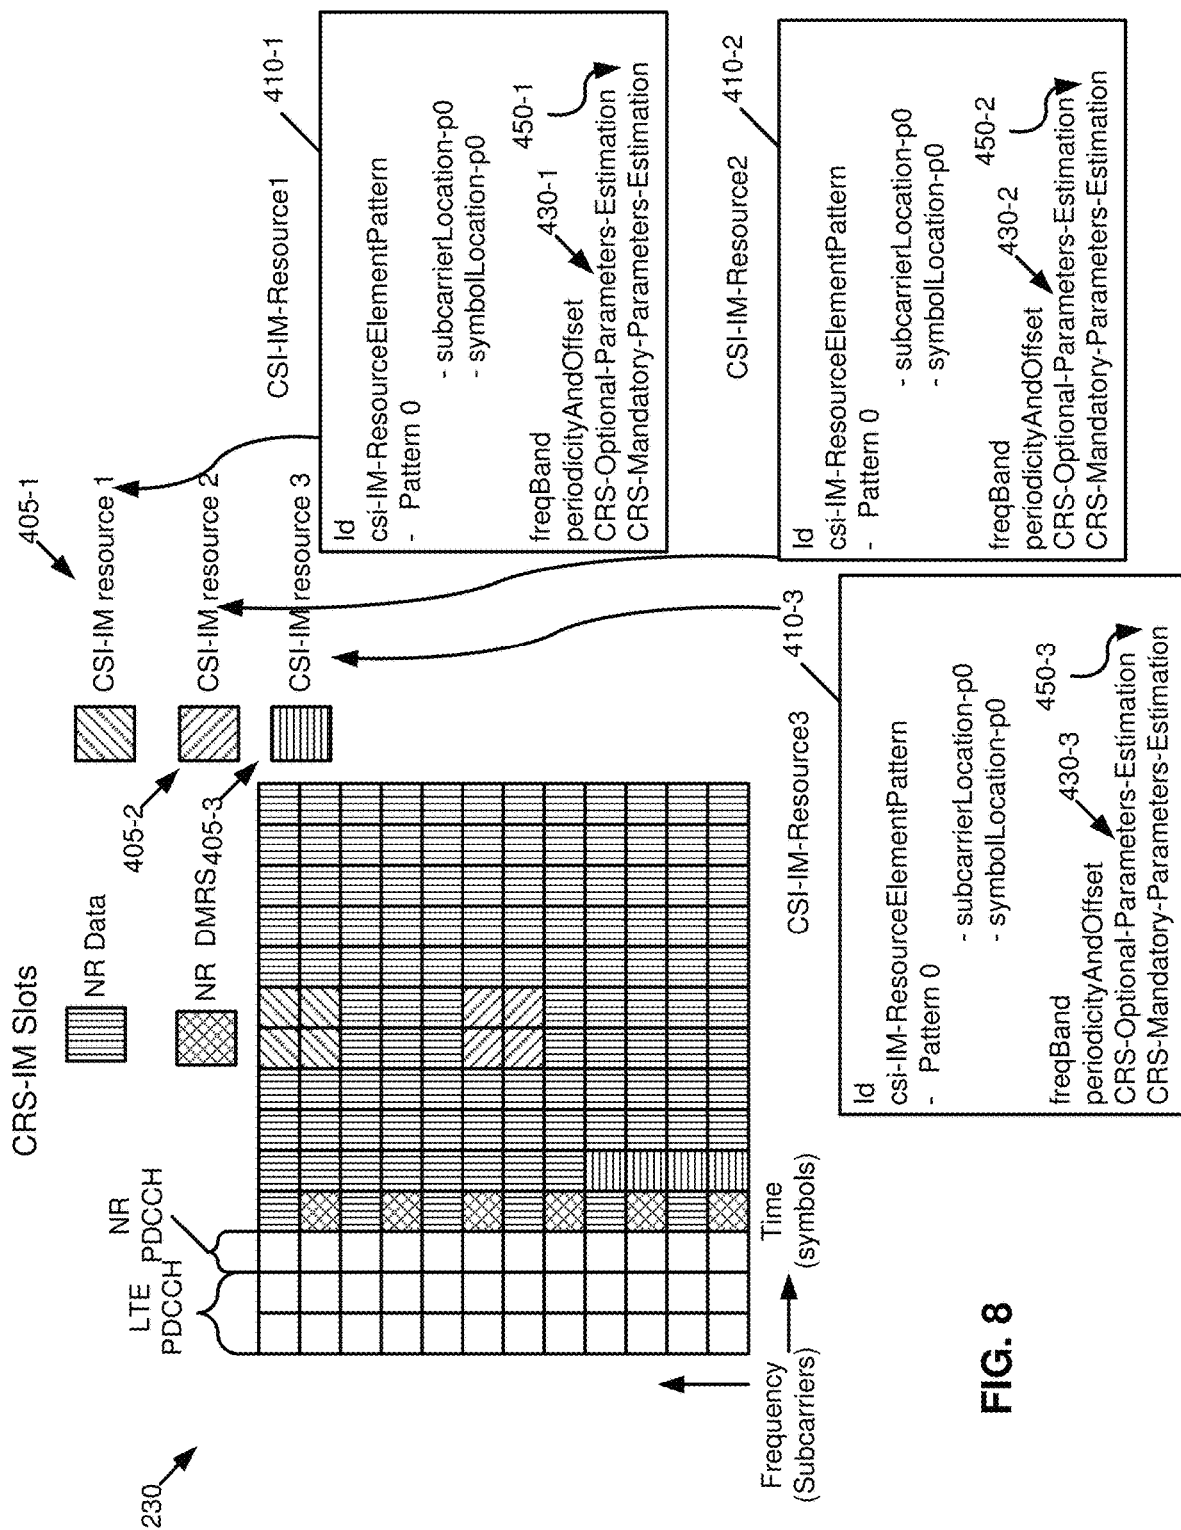 CRS-IM Slots
230
LTE
PDCCH
NR
PDCCH
NR Data
NR DMRS
405-1
405-2
405-3
CSI-IM resource 1
CSI-IM resource 2
CSI-IM resource 3
Frequency
(Subcarriers)
Time
(symbols)
CSI-IM-Resource1
410-1
Id
csi-IM-ResourceElementPattern
- Pattern 0
- subcarrierLocation-p0
- symbolLocation-p0
freqBand
430-1
450-1
periodicityAndOffset
CRS-Optional-Parameters-Estimation
CRS-Mandatory-Parameters-Estimation
CSI-IM-Resource2
410-2
Id
csi-IM-ResourceElementPattern
- Pattern 0
- subcarrierLocation-p0
- symbolLocation-p0
freqBand
430-2
450-2
periodicityAndOffset
CRS-Optional-Parameters-Estimation
CRS-Mandatory-Parameters-Estimation
CSI-IM-Resource3
410-3
Id
csi-IM-ResourceElementPattern
- Pattern 0
- subcarrierLocation-p0
- symbolLocation-p0
freqBand
430-3
450-3
periodicityAndOffset
CRS-Optional-Parameters-Estimation
CRS-Mandatory-Parameters-Estimation
FIG. 8